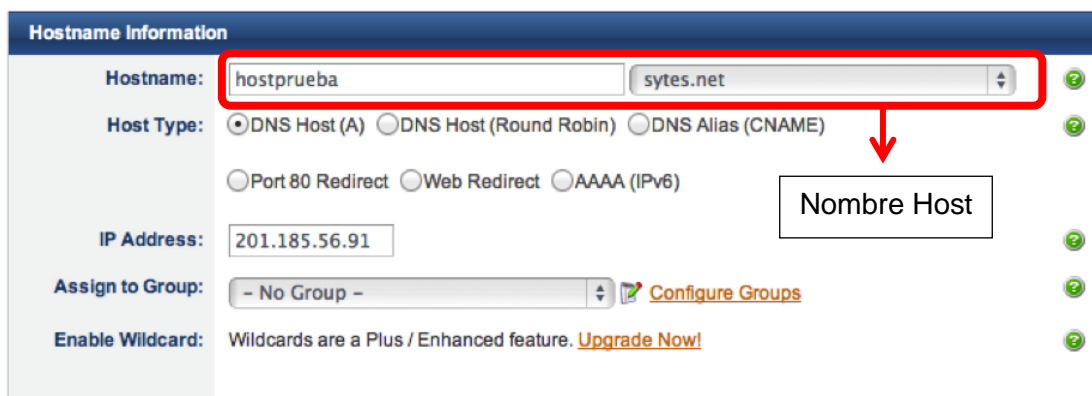 Hostname Information
Hostname: hostprueba sytes.net
Host Type: DNS Host (A) DNS Host (Round Robin) DNS Alias (CNAME)
Port 80 Redirect Web Redirect AAAA (IPv6)
Nombre Host
IP Address: 201.185.56.91
Assign to Group: - No Group - Configure Groups
Enable Wildcard: Wildcards are a Plus / Enhanced feature. Upgrade Now!